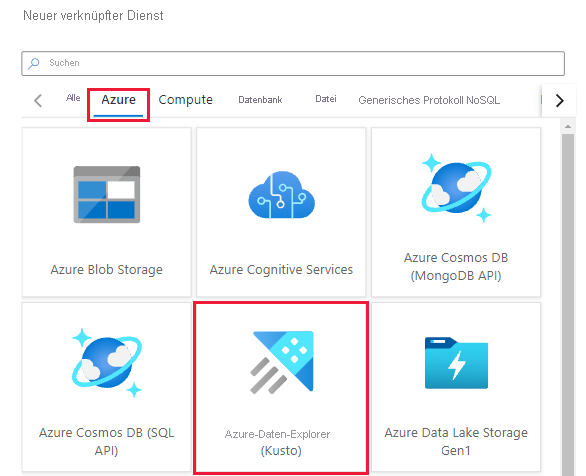 Neuer verknüpfter Dienst
Suchen
Alle Azure Compute Datenbank Datei Generisches Protokoll NoSQL
Azure Blob Storage
Azure Cognitive Services
Azure Cosmos DB
(MongoDB API)
Azure Cosmos DB (SQL
API)
Azure-Daten-Explorer
(Kusto)
Azure Data Lake Storage
Gen1